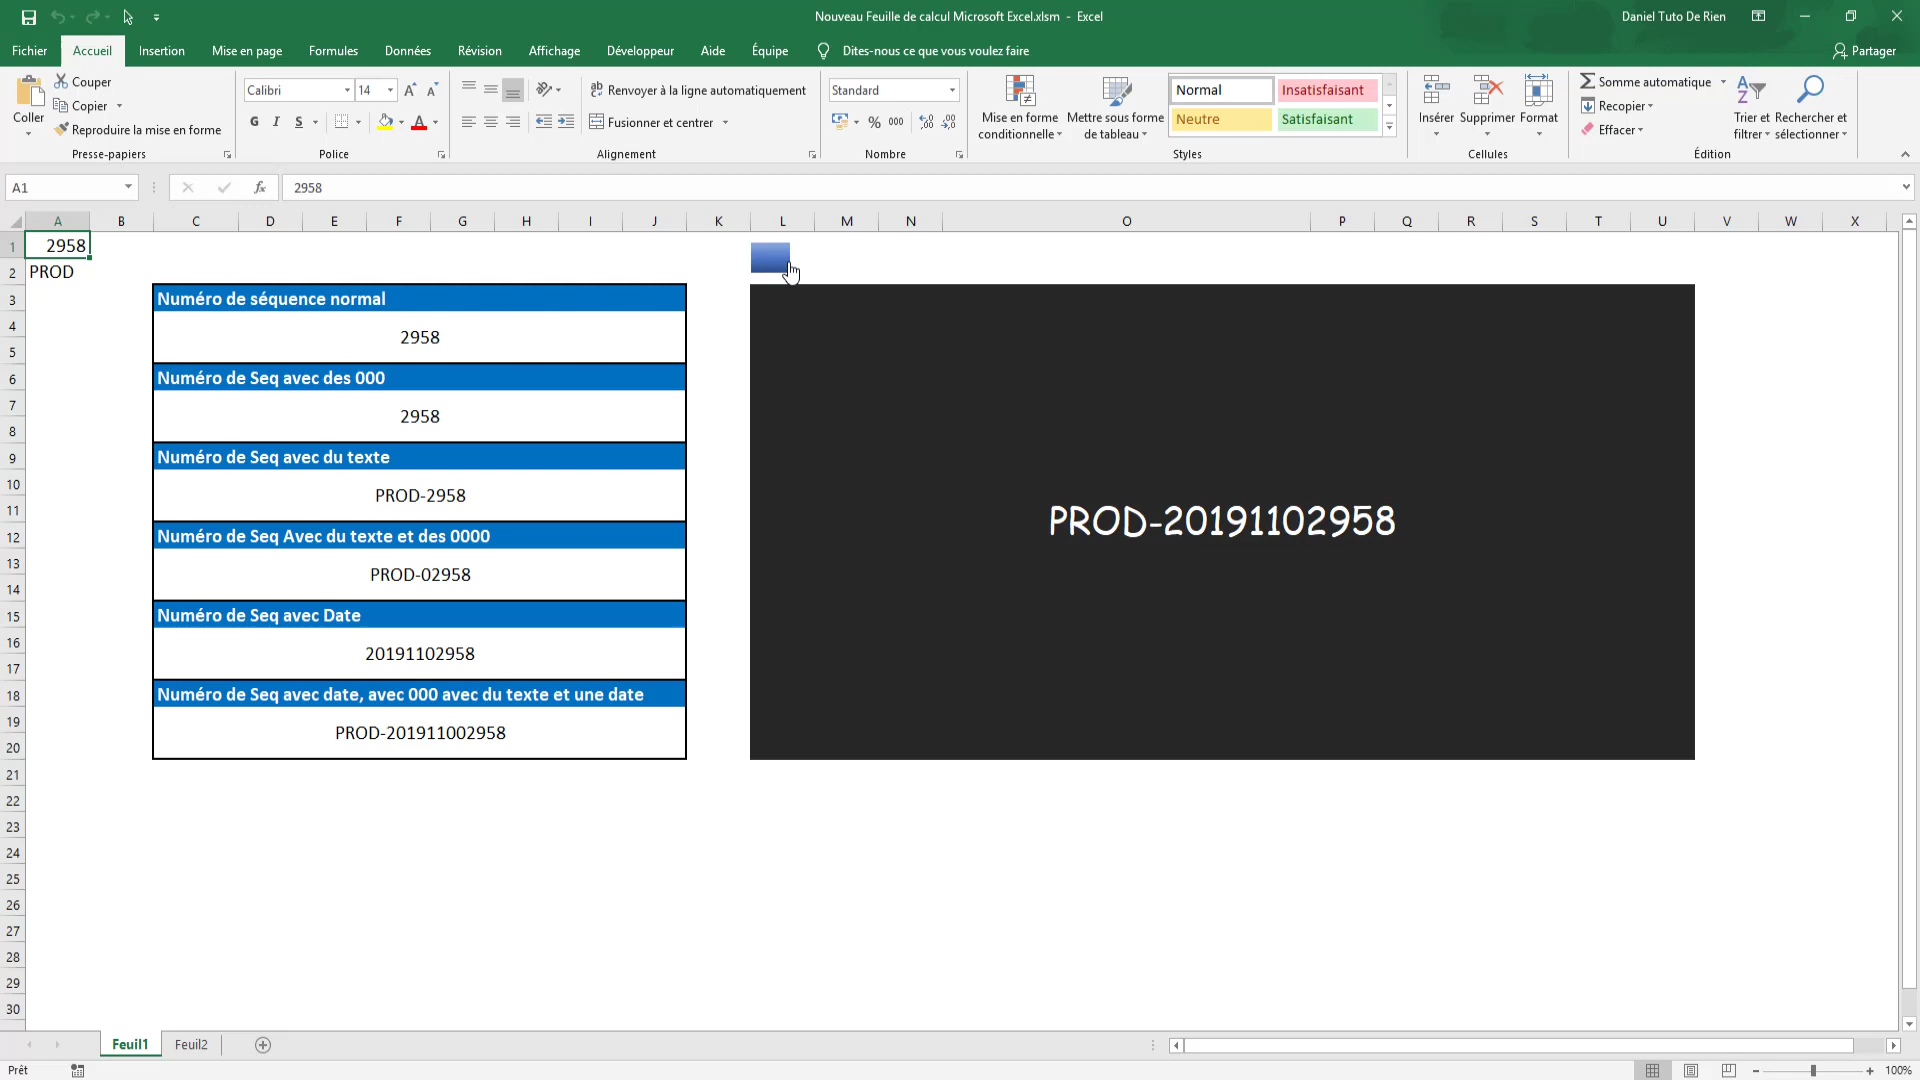 Nouveau Feuille de calcul Microsoft Excel.xlsm - Excel
Daniel Tuto De Rien
Fichier
Accueil
Insertion
Mise en page
Formules
Données
Révision
Affichage
Développeur
Aide
Équipe
Dites-nous ce que vous voulez faire
Partager
Coller
Couper
Copier
Reproduire la mise en forme
Presse-papiers
Calibri
14
G I S
Police
Renvoyer à la ligne automatiquement
Fusionner et centrer
Alignement
Standard
% 000
Nombre
Mise en forme
conditionnelle
Mettre sous forme
de tableau
Normal
Insatisfaisant
Neutre
Satisfaisant
Styles
Insérer
Supprimer
Format
Cellules
Somme automatique
Recopier
Effacer
Trier et
filtrer
Rechercher et
sélectionner
Édition
A1
fx
2958
A B C D E F G H I J K L M N O P Q R S T U V W X
1 2958
2 PROD
3 Numéro de séquence normal
4
2958
5
6 Numéro de Seq avec des 000
7
2958
8
9 Numéro de Seq avec du texte
10
PROD-2958
11
12 Numéro de Seq Avec du texte et des 0000
13
PROD-02958
14
15 Numéro de Seq avec Date
16
20191102958
17
18 Numéro de Seq avec date, avec 000 avec du texte et une date
19
PROD-201911002958
20
21
22
23
24
25
26
27
28
29
30
PROD-20191102958
Feuil1
Feuil2
Prêt
100%